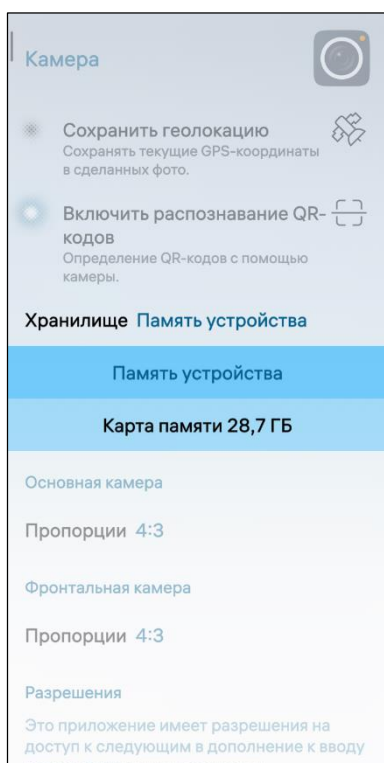 Камера
Сохранить геолокацию
Сохранять текущие GPS-координаты
в сделанных фото.
Включить распознавание QR-
кодов
Определение QR-кодов с помощью
камеры.
Хранилище Память устройства
Память устройства
Карта памяти 28,7 ГБ
Основная камера
Пропорции 4:3
Фронтальная камера
Пропорции 4:3
Разрешения
Это приложение имеет разрешения на
доступ к следующим в дополнение к вводу